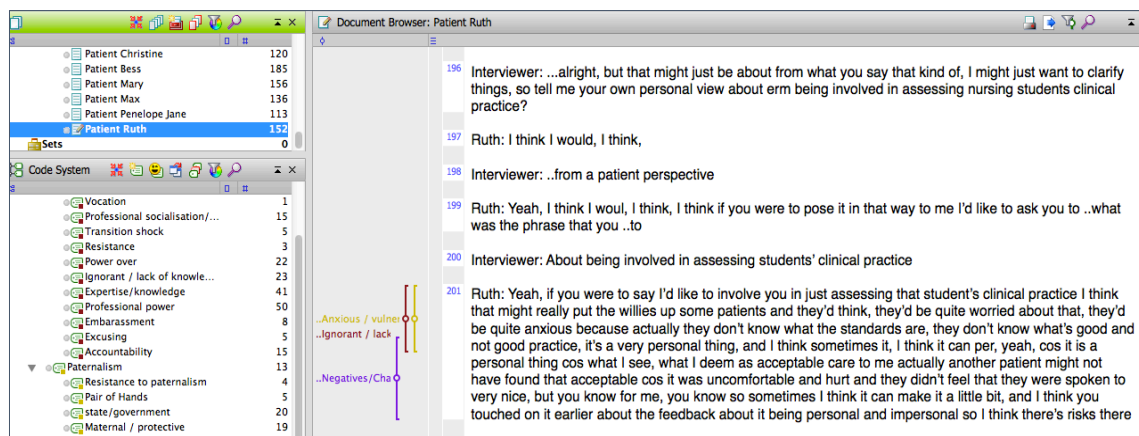 Document Browser: Patient Ruth
Patient Christine 120
Patient Bess 185
Patient Mary 156
Patient Max 136
Patient Penelope Jane 113
Patient Ruth 152
Sets 0
Code System
Vocation 1
Professional socialisation/... 15
Transition shock 5
Resistance 3
Power over 22
Ignorant / lack of knowle... 23
Expertise/knowledge 41
Professional power 50
Embarassment 8
Excusing 5
Accountability 15
Paternalism 13
Resistance to paternalism 4
Pair of Hands 5
state/government 20
Maternal / protective 19
..Anxious / vulner
..Ignorant / lack
..Negatives/Cha
196 Interviewer: ...alright, but that might just be about from what you say that kind of, I might just want to clarify
things, so tell me your own personal view about erm being involved in assessing nursing students clinical
practice?
197 Ruth: I think I would, I think,
198 Interviewer: ..from a patient perspective
199 Ruth: Yeah, I think I woul, I think, I think if you were to pose it in that way to me I'd like to ask you to ..what
was the phrase that you ..to
200 Interviewer: About being involved in assessing students' clinical practice
201 Ruth: Yeah, if you were to say I'd like to involve you in just assessing that student's clinical practice I think
that might really put the willies up some patients and they'd think, they'd be quite worried about that, they'd
be quite anxious because actually they don't know what the standards are, they don't know what's good and
not good practice, it's a very personal thing, and I think sometimes it, I think it can per, yeah, cos it is a
personal thing cos what I see, what I deem as acceptable care to me actually another patient might not
have found that acceptable cos it was uncomfortable and hurt and they didn't feel that they were spoken to
very nice, but you know for me, you know so sometimes I think it can make it a little bit, and I think you
touched on it earlier about the feedback about it being personal and impersonal so I think there's risks there